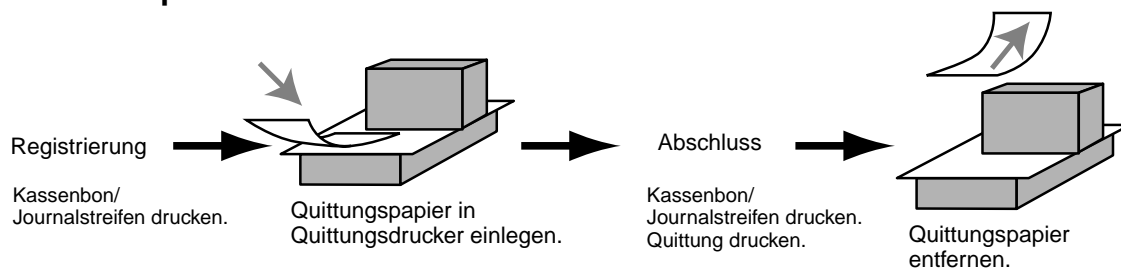 Registrierung
Kassenbon/
Journalstreifen drucken.
Quittungspapier in
Quittungsdrucker einlegen.
Abschluss
Kassenbon/
Journalstreifen drucken.
Quittung drucken.
Quittungspapier
entfernen.